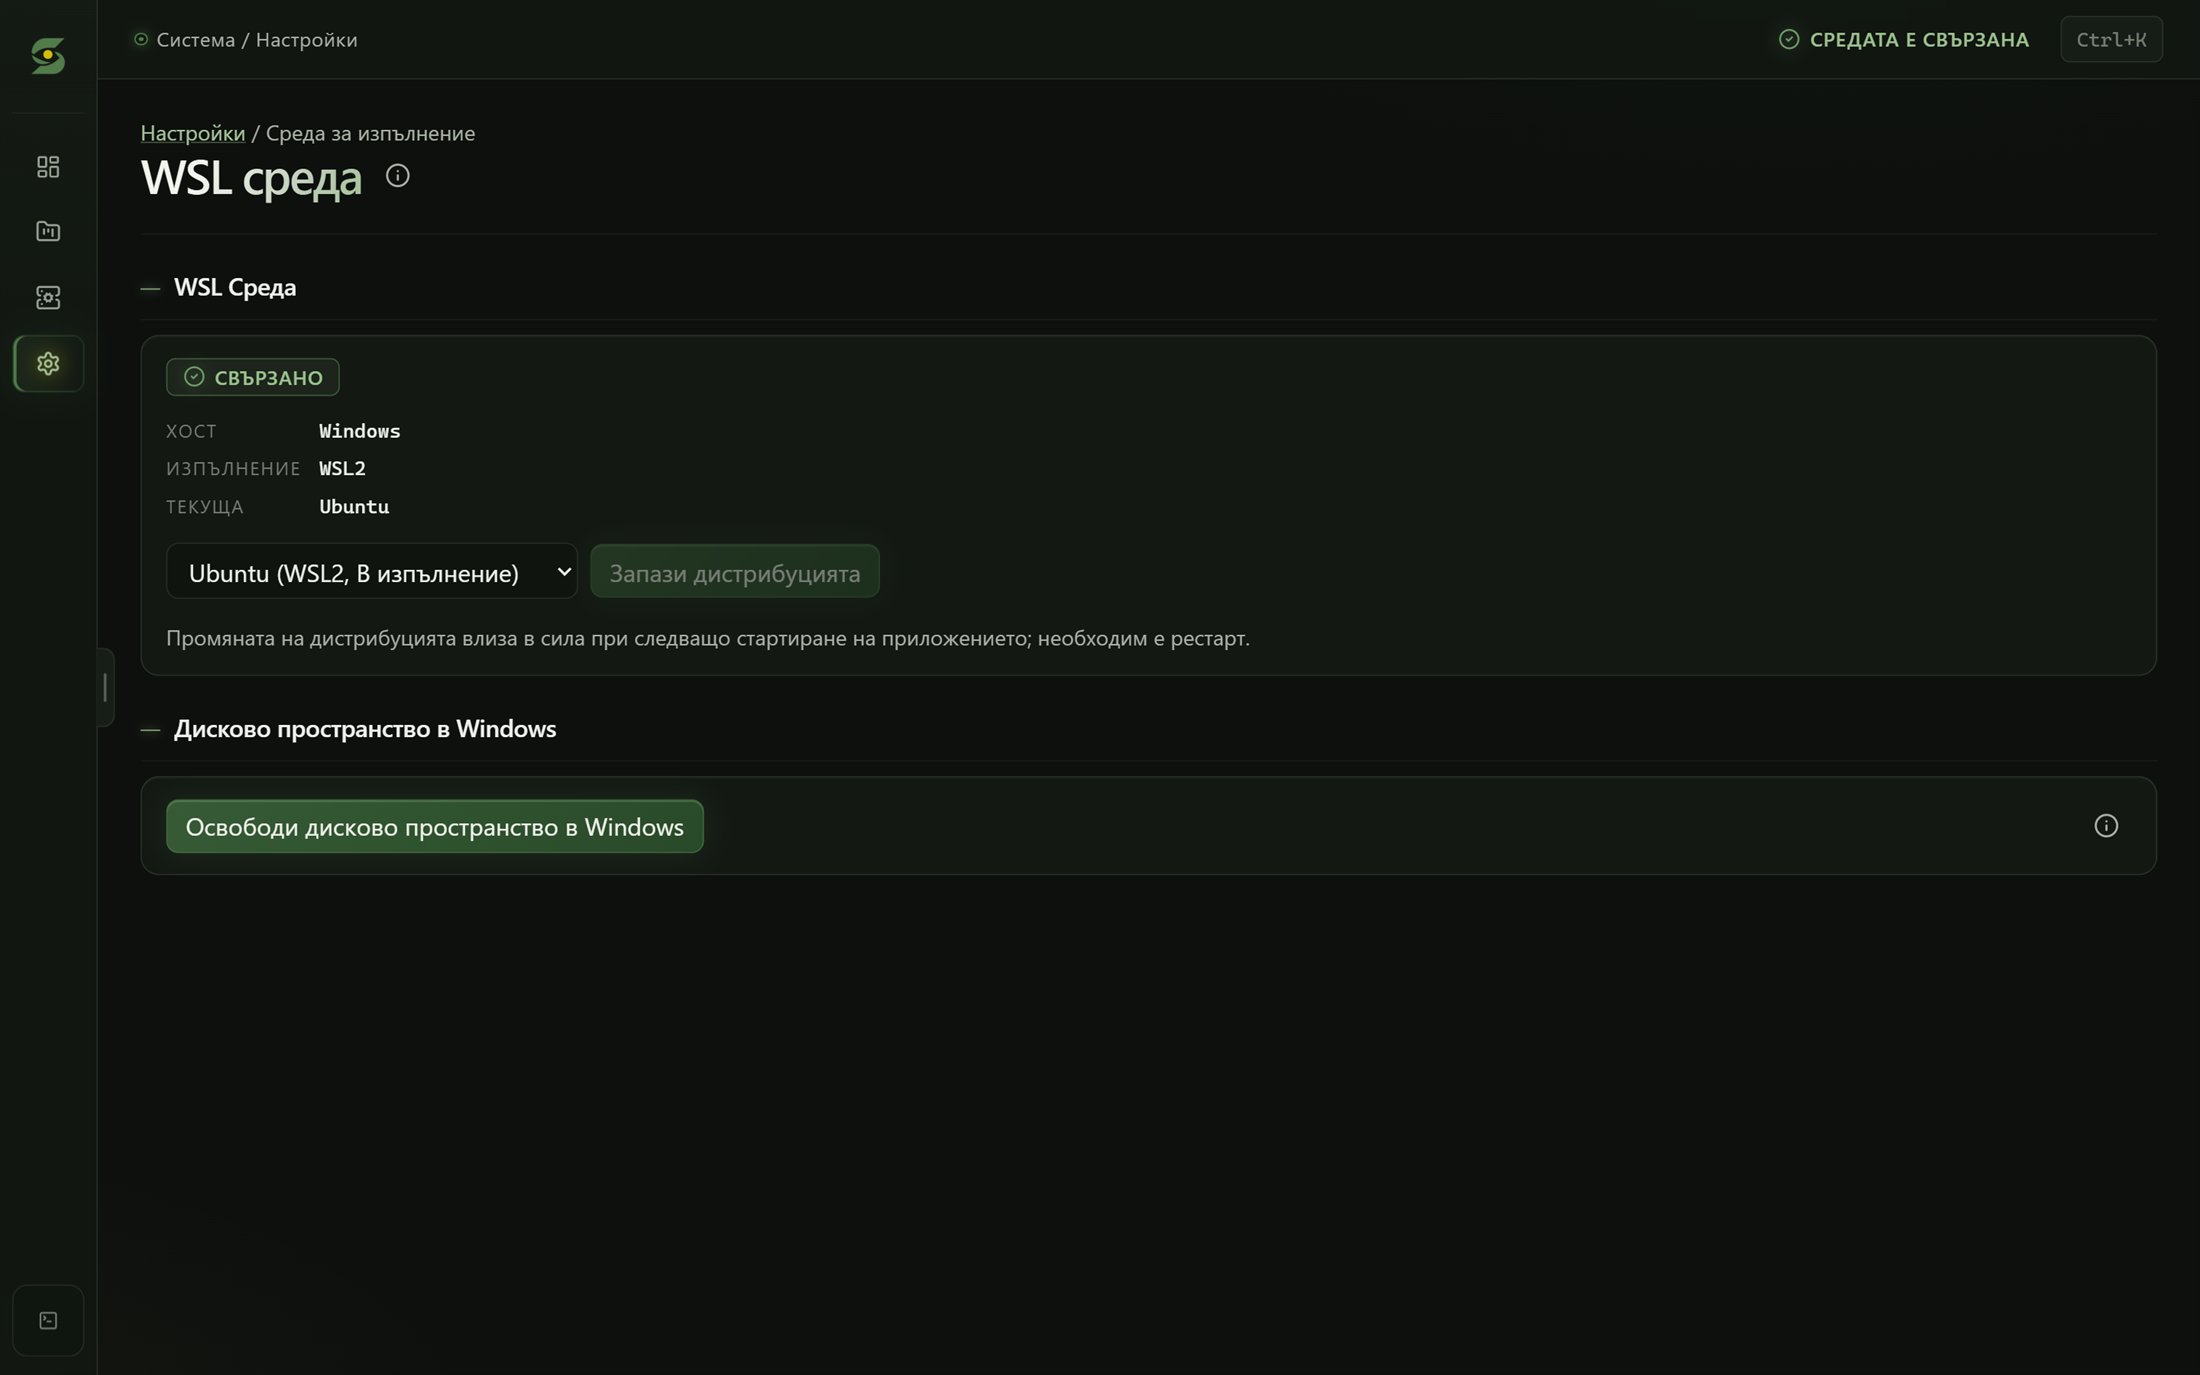 Система / Настройки
СРЕДАТА Е СВЪРЗАНА
Ctrl+K
Настройки / Среда за изпълнение
WSL среда
WSL Среда
СВЪРЗАНО
ХОСТ Windows
ИЗПЪЛНЕНИЕ WSL2
ТЕКУЩА Ubuntu
Ubuntu (WSL2, В изпълнение)
Запази дистрибуцията
Промяната на дистрибуцията влиза в сила при следващо стартиране на приложението; необходим е рестарт.
Дисково пространство в Windows
Освободи дисково пространство в Windows